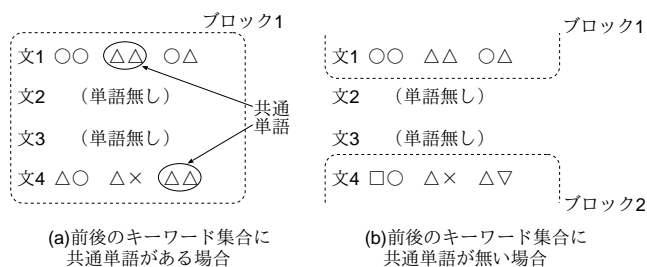 ブロック1
文1 ○○ △△ ○△
文2 （単語無し）
文3 （単語無し）
文4 △○ △× △△
共通
単語
(a)前後のキーワード集合に
共通単語がある場合
ブロック1
文1 ○○ △△ ○△
文2 （単語無し）
文3 （単語無し）
文4 □○ △× △▽
ブロック2
(b)前後のキーワード集合に
共通単語が無い場合